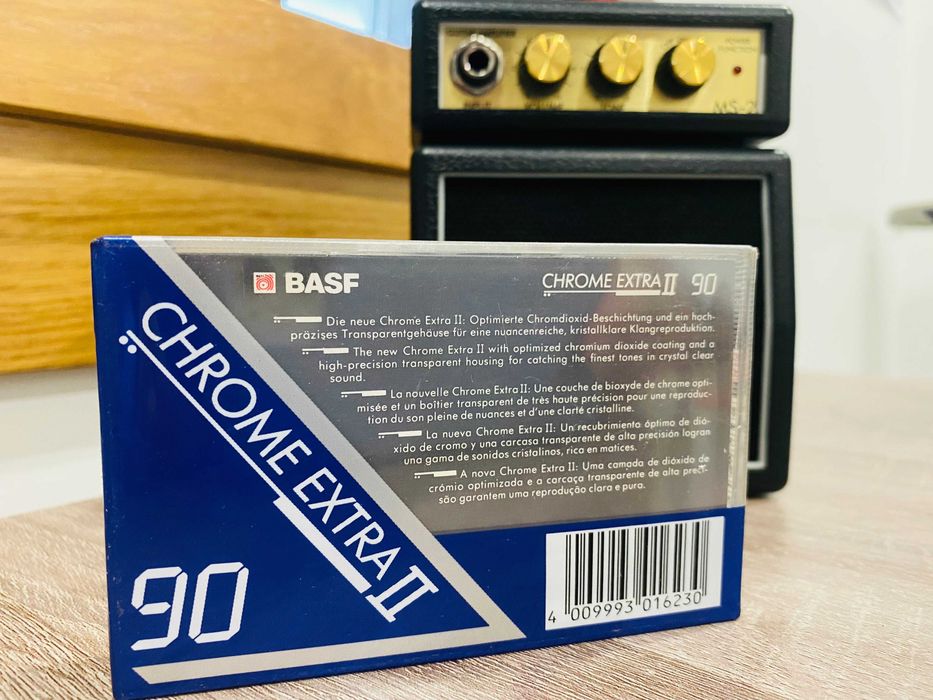 INPUT
VOLUME
MS-2
BASF
CHROME EXTRA II 90
Die neue Chrome Extra II: Optimierte Chromdioxid-Beschichtung und ein hoch-
präzises Transparentgehäuse für eine nuancenreiche, kristallklare Klangreproduktion.
The new Chrome Extra II with optimized chromium dioxide coating and a
high-precision transparent housing for catching the finest tones in crystal clear
sound.
La nouvelle Chrome Extra II: Une couche de bioxyde de chrome opti-
misée et un boîtier transparent de très haute précision pour une reproduc-
tion du son pleine de nuances et d'une clarté cristalline.
La nueva Chrome Extra II: Un recubrimiento óptimo de dió-
xido de cromo y una carcasa transparente de alta precisión logran
una gama de sonidos cristalinos, rica en matices.
A nova Chrome Extra II: Uma camada de dióxido de
crómio optimizada e a carcaça transparente de alta preci-
são garantem uma reprodução clara e pura.
CHROME EXTRA II
90
4 009993 016230